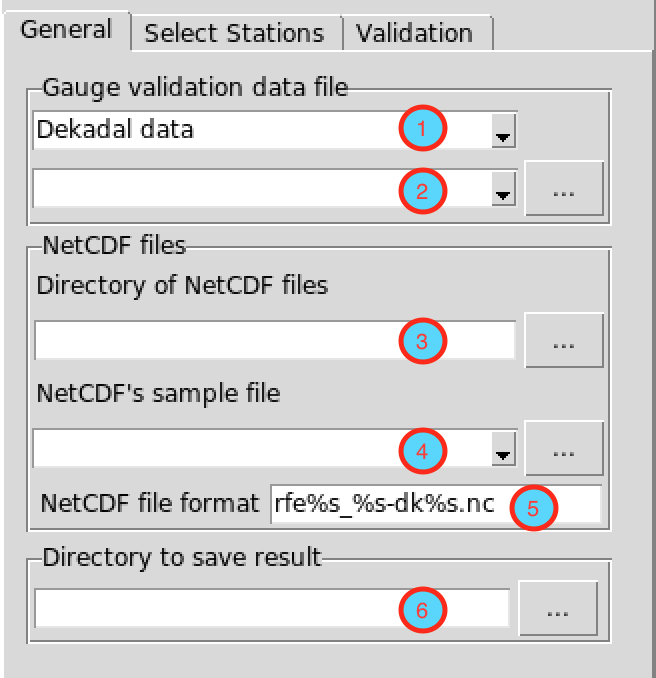 General Select Stations Validation
Gauge validation data file
Dekadal data 1
2 ...
NetCDF files
Directory of NetCDF files
3 ...
NetCDF's sample file
4 ...
NetCDF file format rfe%s_%s-dk%s.nc 5
Directory to save result
6 ...